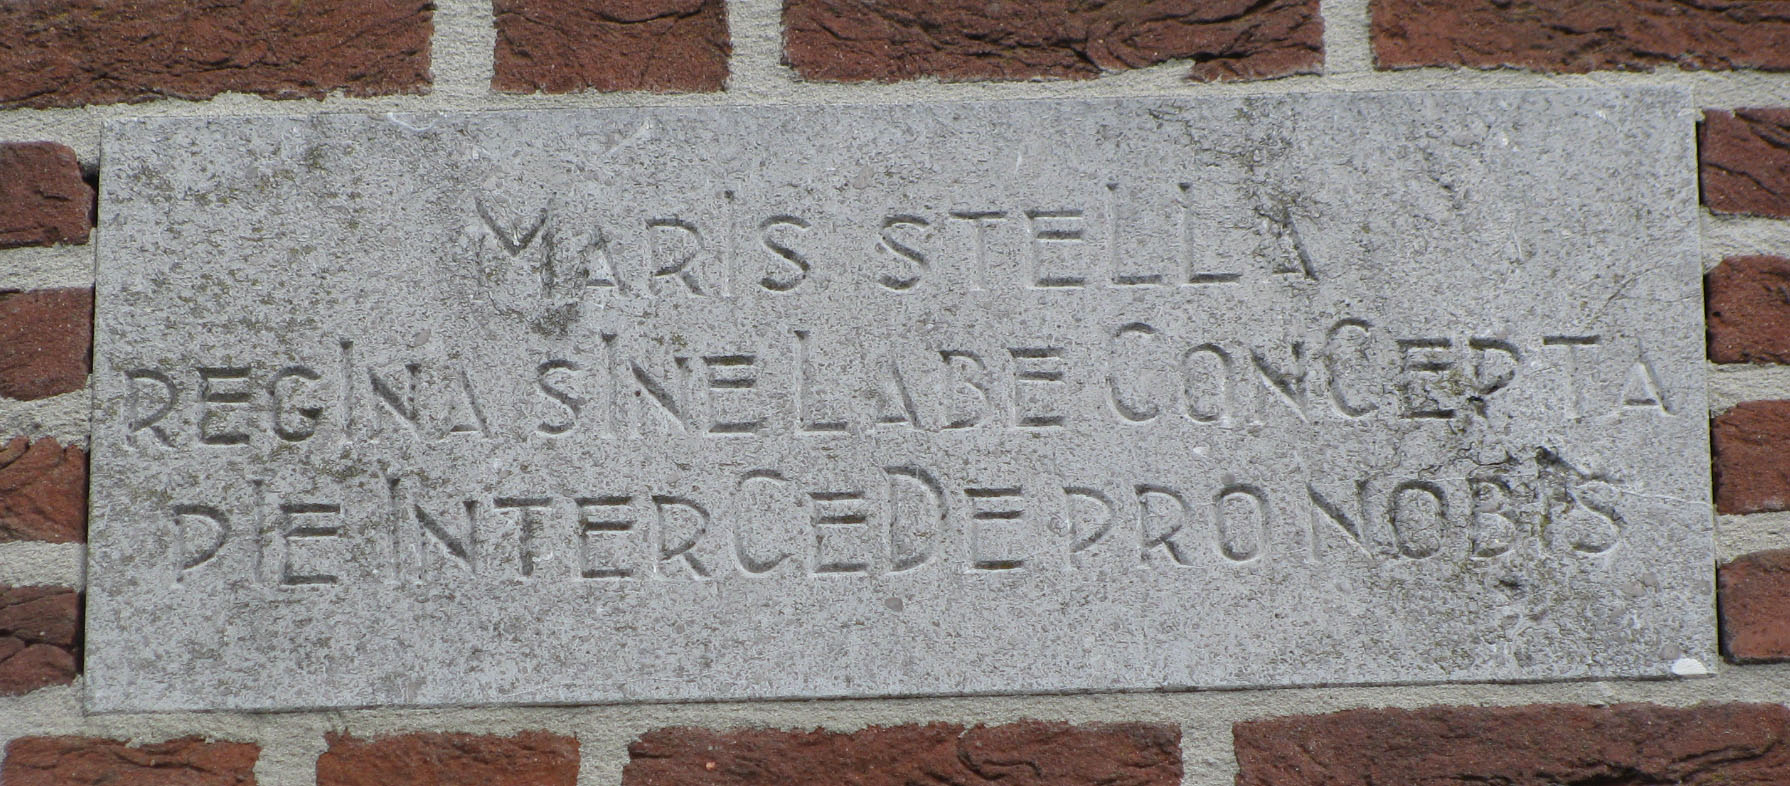 MARIS STELLA
REGINA SINE LABE CONCEPTA
PIE INTERCEDE PRO NOBIS